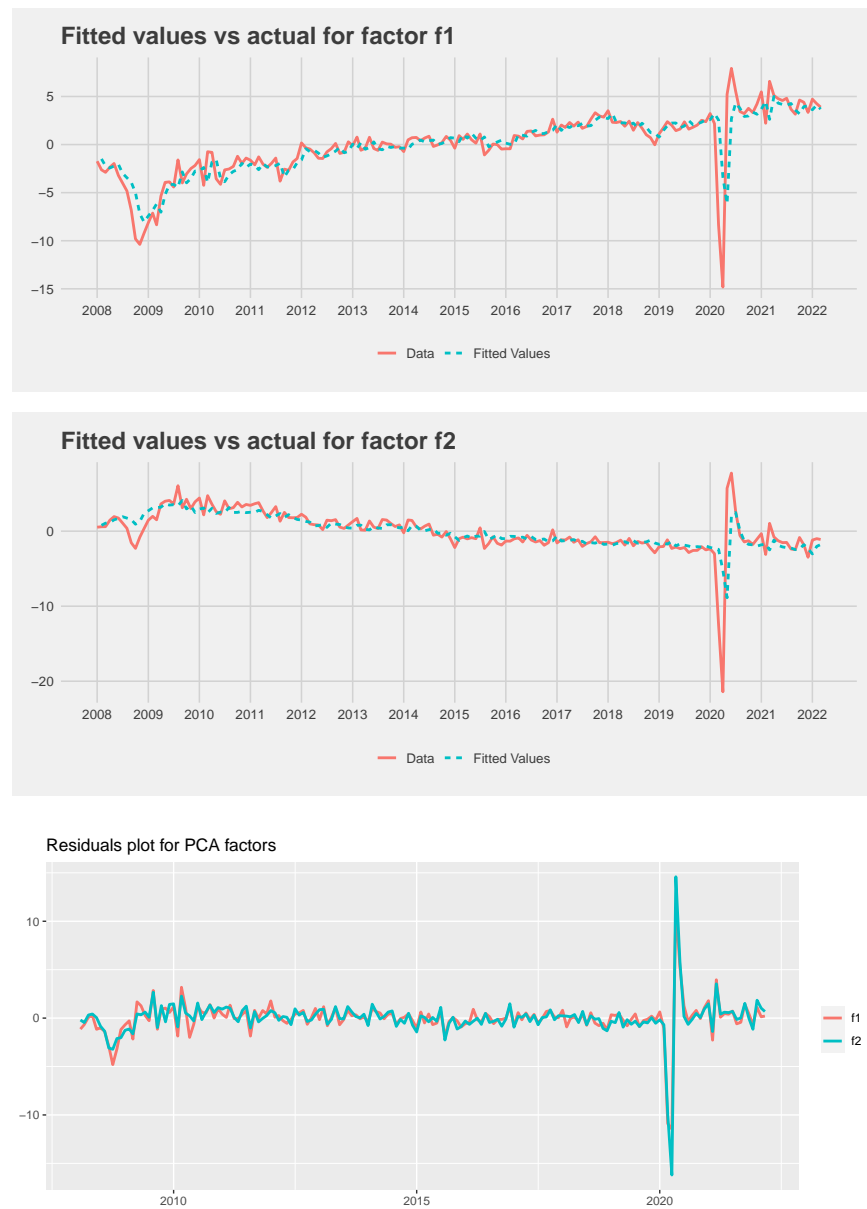 Fitted values vs actual for factor f1
5
0
−5
−10
−15
2008 2009 2010 2011 2012 2013 2014 2015 2016 2017 2018 2019 2020 2021 2022
Data Fitted Values
Fitted values vs actual for factor f2
0
−10
−20
2008 2009 2010 2011 2012 2013 2014 2015 2016 2017 2018 2019 2020 2021 2022
Data Fitted Values
Residuals plot for PCA factors
10
0
−10
2010 2015 2020
f1
f2